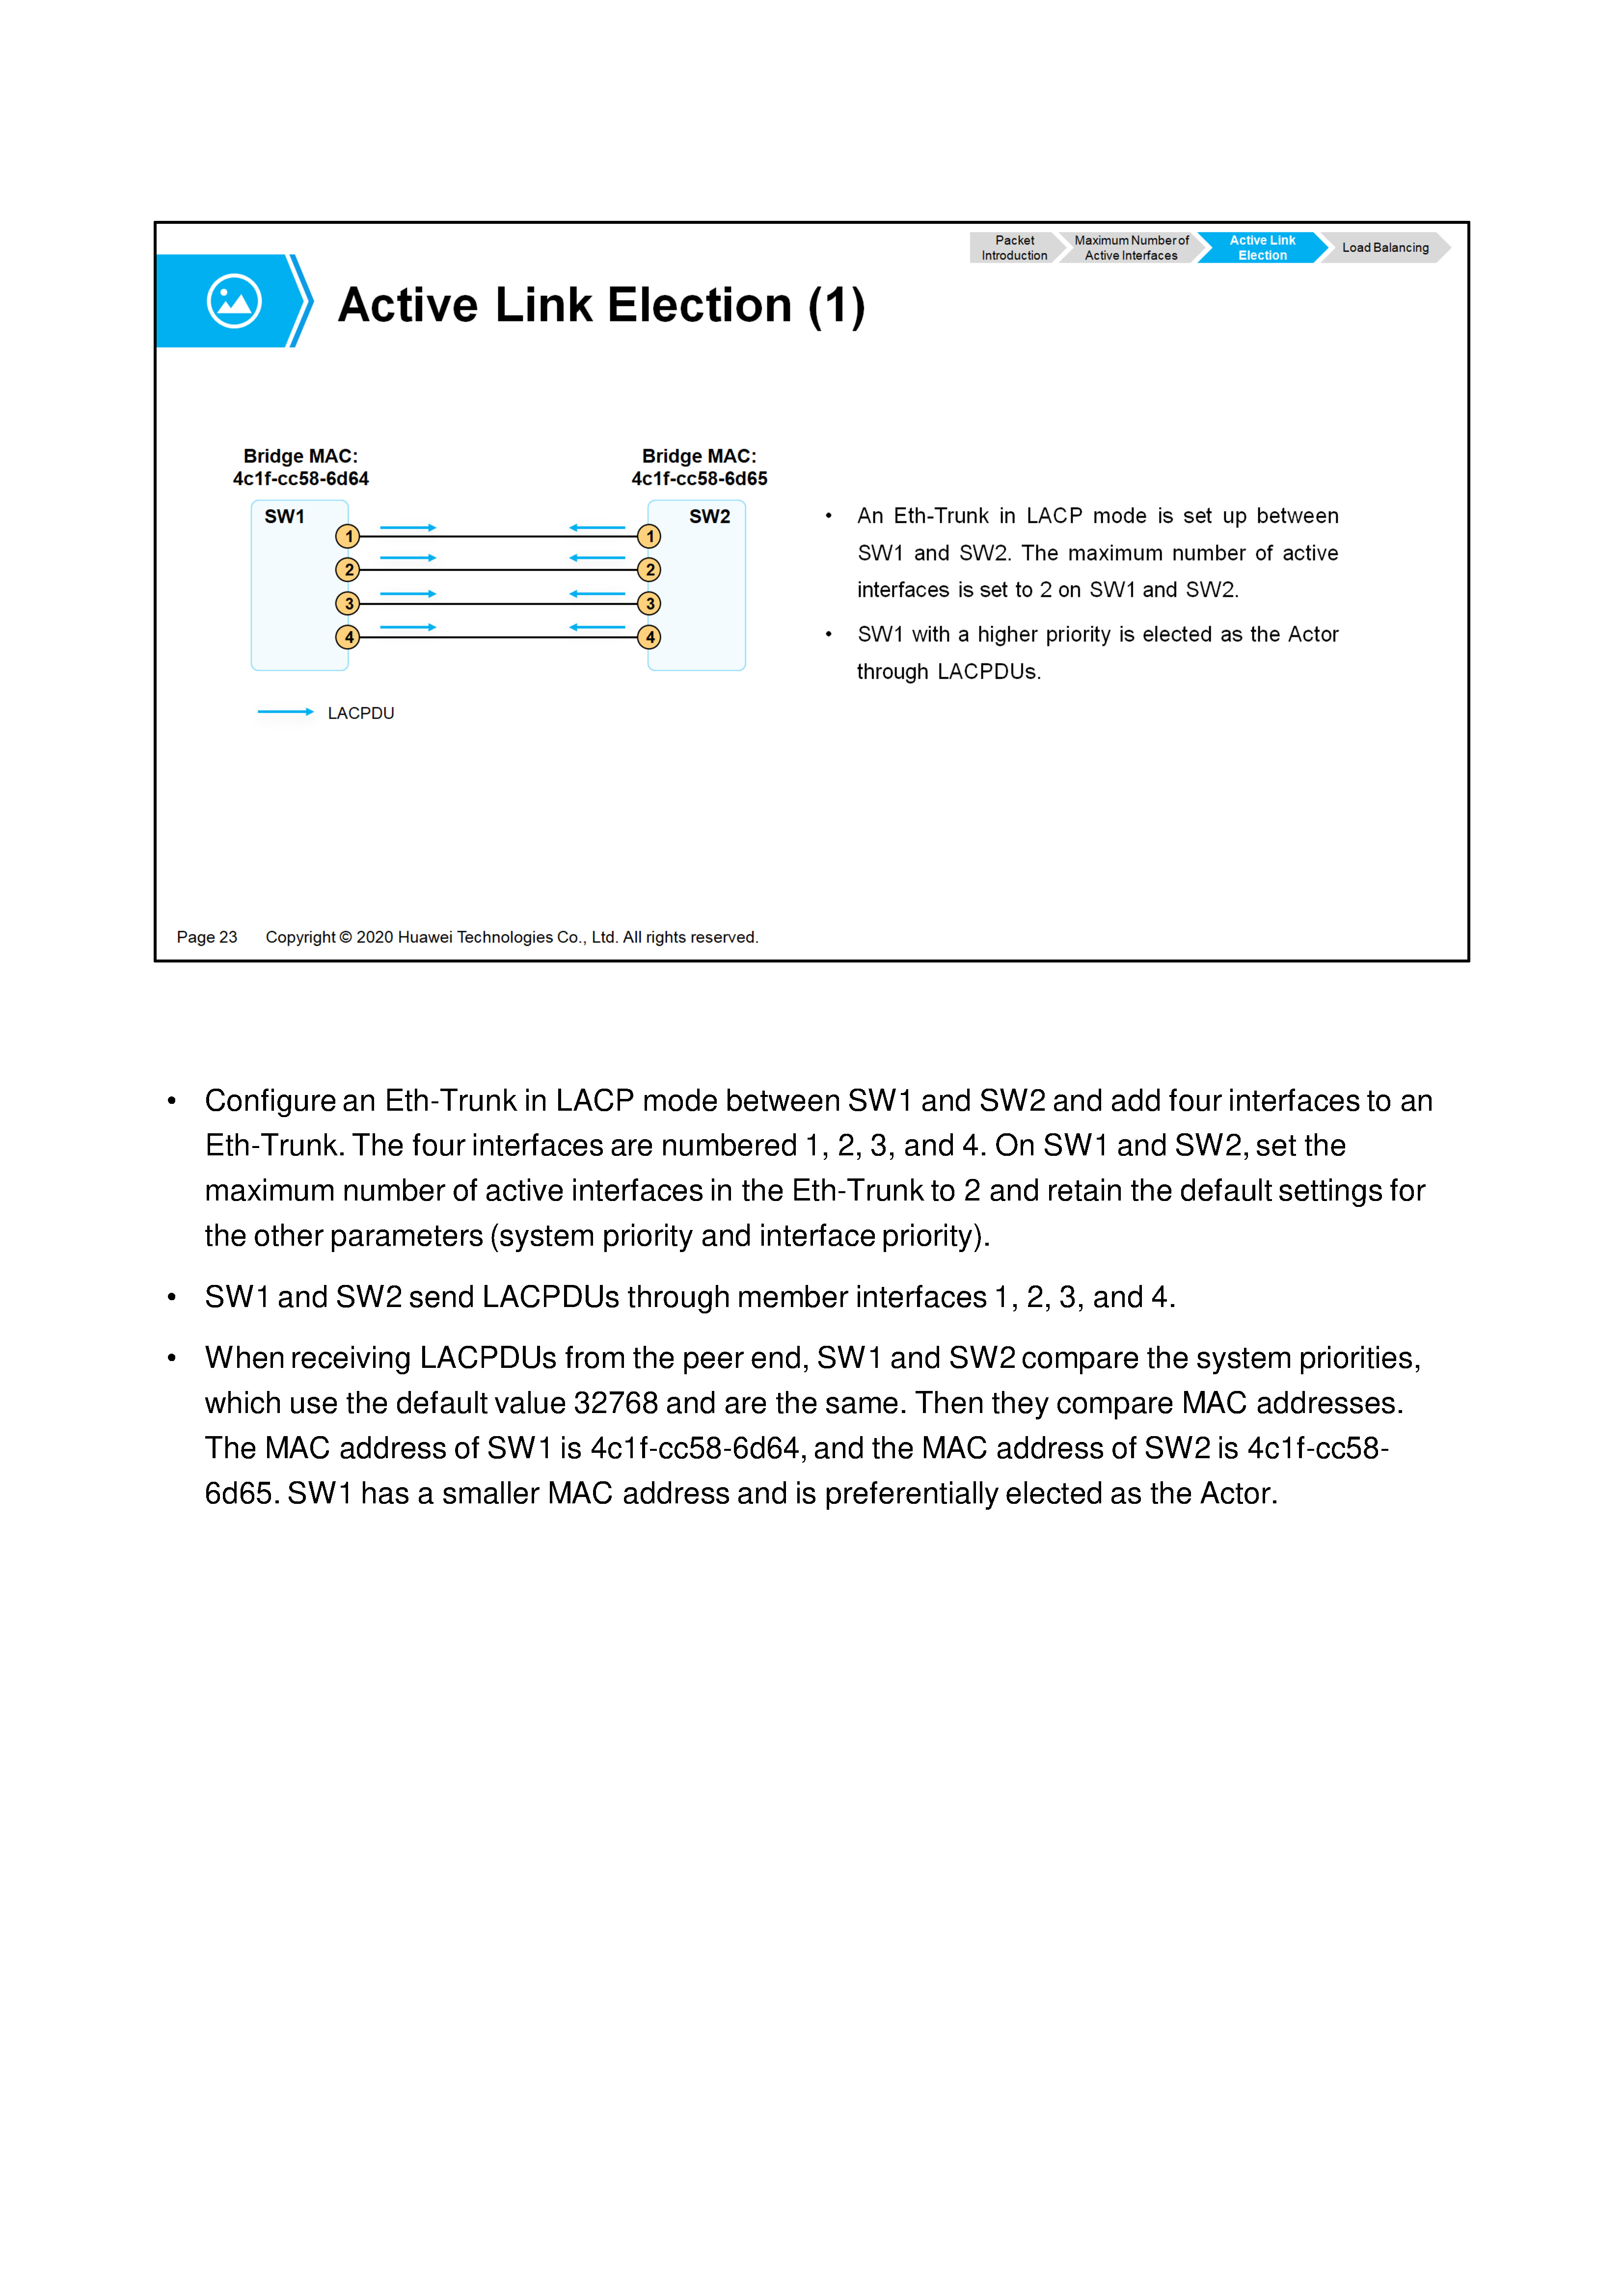 Packet
Introduction
Maximum Number of
Active Interfaces
Active Link
Election
Load Balancing
Active Link Election (1)
Bridge MAC:
4c1f-cc58-6d64
Bridge MAC:
4c1f-cc58-6d65
SW1
SW2
1
1
2
2
3
3
4
4
LACPDU
• An Eth-Trunk in LACP mode is set up between
SW1 and SW2. The maximum number of active
interfaces is set to 2 on SW1 and SW2.
• SW1 with a higher priority is elected as the Actor
through LACPDUs.
Page 23 Copyright © 2020 Huawei Technologies Co., Ltd. All rights reserved.
• Configure an Eth-Trunk in LACP mode between SW1 and SW2 and add four interfaces to an
Eth-Trunk. The four interfaces are numbered 1, 2, 3, and 4. On SW1 and SW2, set the
maximum number of active interfaces in the Eth-Trunk to 2 and retain the default settings for
the other parameters (system priority and interface priority).
• SW1 and SW2 send LACPDUs through member interfaces 1, 2, 3, and 4.
• When receiving LACPDUs from the peer end, SW1 and SW2 compare the system priorities,
which use the default value 32768 and are the same. Then they compare MAC addresses.
The MAC address of SW1 is 4c1f-cc58-6d64, and the MAC address of SW2 is 4c1f-cc58-
6d65. SW1 has a smaller MAC address and is preferentially elected as the Actor.